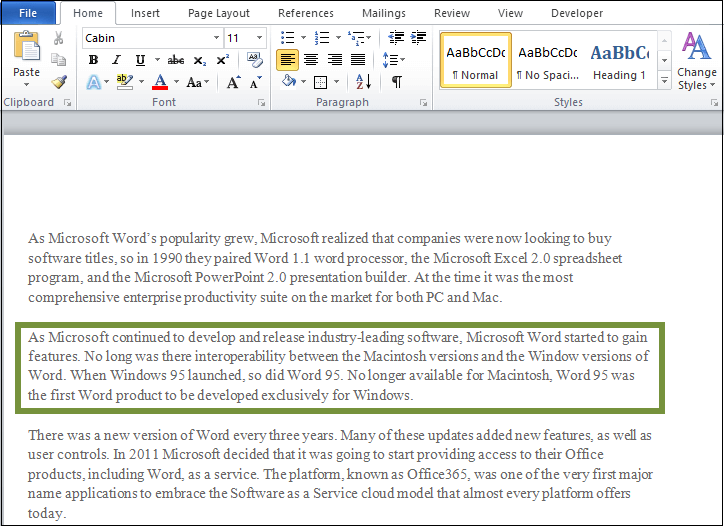 File Home Insert Page Layout References Mailings Review View Developer
Cabin 11
Paste
B I U abc x₂ x²
A ab A Aa A A
AaBbCcDc AaBbCcDc AaBbC
¶ Normal ¶ No Spaci... Heading 1
Change
Styles
Clipboard Font Paragraph Styles
As Microsoft Word’s popularity grew, Microsoft realized that companies were now looking to buy
software titles, so in 1990 they paired Word 1.1 word processor, the Microsoft Excel 2.0 spreadsheet
program, and the Microsoft PowerPoint 2.0 presentation builder. At the time it was the most
comprehensive enterprise productivity suite on the market for both PC and Mac.
As Microsoft continued to develop and release industry-leading software, Microsoft Word started to gain
features. No long was there interoperability between the Macintosh versions and the Window versions of
Word. When Windows 95 launched, so did Word 95. No longer available for Macintosh, Word 95 was
the first Word product to be developed exclusively for Windows.
There was a new version of Word every three years. Many of these updates added new features, as well as
user controls. In 2011 Microsoft decided that it was going to start providing access to their Office
products, including Word, as a service. The platform, known as Office365, was one of the very first major
name applications to embrace the Software as a Service cloud model that almost every platform offers
today.